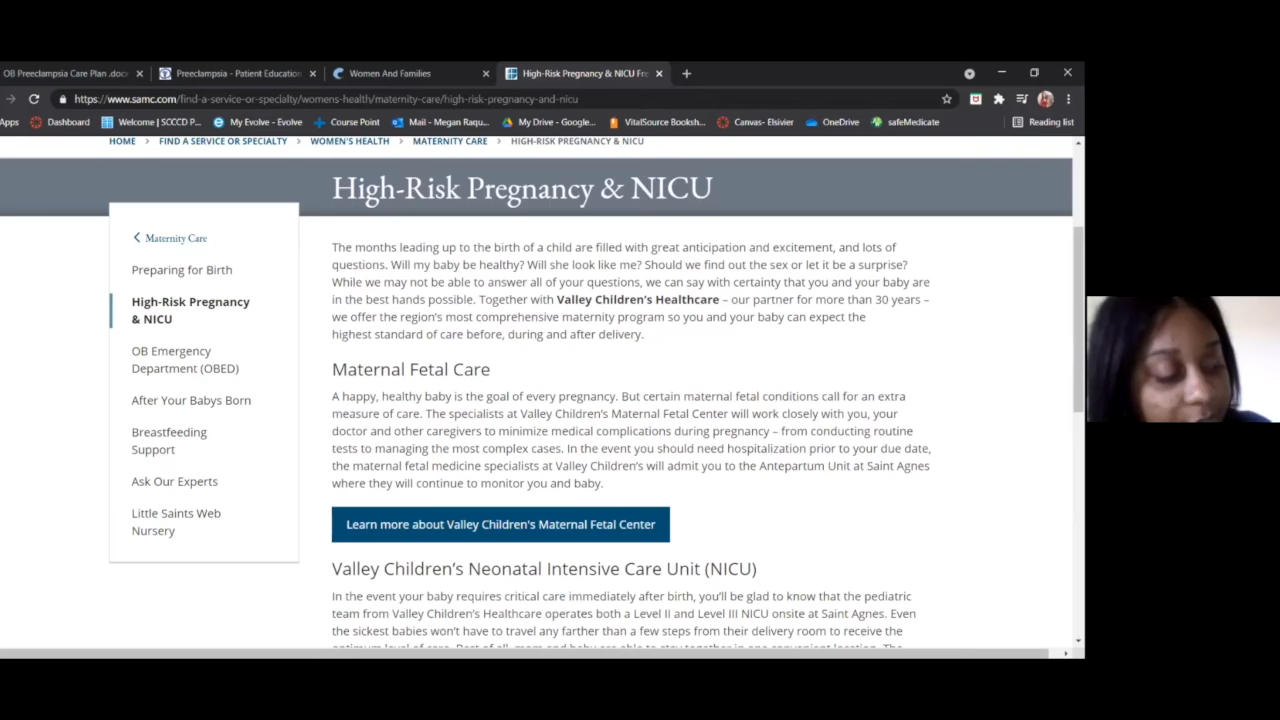 OB Preeclampsia Care Plan .docx
Preeclampsia - Patient Education
Women And Families
High-Risk Pregnancy & NICU Fre
https://www.samc.com/find-a-service-or-specialty/womens-health/maternity-care/high-risk-pregnancy-and-nicu
Apps Dashboard Welcome | SCCCD P... My Evolve - Evolve Course Point Mail - Megan Raqu... My Drive - Google... VitalSource Booksh... Canvas- Elsivier OneDrive safeMedicate Reading list
HOME > FIND A SERVICE OR SPECIALTY > WOMEN'S HEALTH > MATERNITY CARE > HIGH-RISK PREGNANCY & NICU
High-Risk Pregnancy & NICU
Maternity Care
Preparing for Birth
High-Risk Pregnancy
& NICU
OB Emergency
Department (OBED)
After Your Babys Born
Breastfeeding
Support
Ask Our Experts
Little Saints Web
Nursery
The months leading up to the birth of a child are filled with great anticipation and excitement, and lots of
questions. Will my baby be healthy? Will she look like me? Should we find out the sex or let it be a surprise?
While we may not be able to answer all of your questions, we can say with certainty that you and your baby are
in the best hands possible. Together with Valley Children's Healthcare – our partner for more than 30 years –
we offer the region's most comprehensive maternity program so you and your baby can expect the
highest standard of care before, during and after delivery.
Maternal Fetal Care
A happy, healthy baby is the goal of every pregnancy. But certain maternal fetal conditions call for an extra
measure of care. The specialists at Valley Children's Maternal Fetal Center will work closely with you, your
doctor and other caregivers to minimize medical complications during pregnancy – from conducting routine
tests to managing the most complex cases. In the event you should need hospitalization prior to your due date,
the maternal fetal medicine specialists at Valley Children's will admit you to the Antepartum Unit at Saint Agnes
where they will continue to monitor you and baby.
Learn more about Valley Children's Maternal Fetal Center
Valley Children's Neonatal Intensive Care Unit (NICU)
In the event your baby requires critical care immediately after birth, you'll be glad to know that the pediatric
team from Valley Children's Healthcare operates both a Level II and Level III NICU onsite at Saint Agnes. Even
the sickest babies won't have to travel any farther than a few steps from their delivery room to receive the